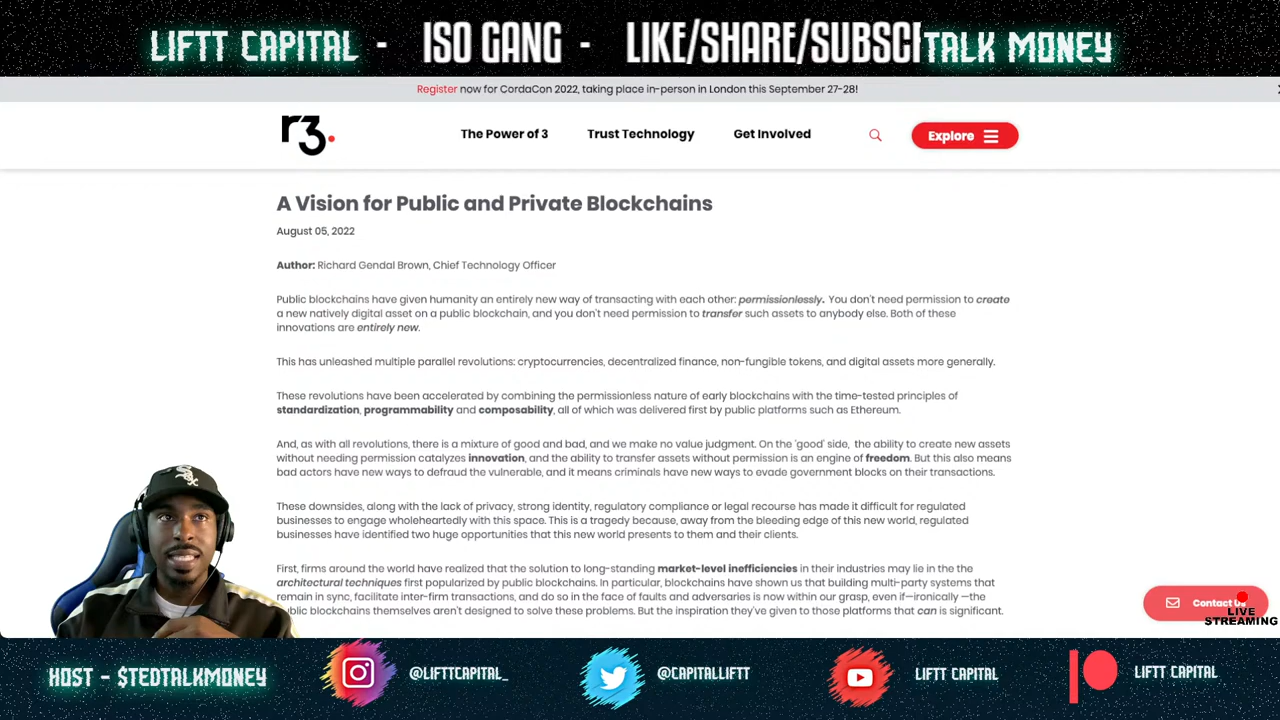 LIFTT CAPITAL - ISO GANG - LIKE/SHARE/SUBSCI TALK MONEY
Register now for CordaCon 2022, taking place in-person in London this September 27-28!
r3.
The Power of 3
Trust Technology
Get Involved
Explore
A Vision for Public and Private Blockchains
August 05, 2022
Author: Richard Gendal Brown, Chief Technology Officer
Public blockchains have given humanity an entirely new way of transacting with each other: permissionlessly. You don't need permission to create
a new natively digital asset on a public blockchain, and you don't need permission to transfer such assets to anybody else. Both of these
innovations are entirely new.
This has unleashed multiple parallel revolutions: cryptocurrencies, decentralized finance, non-fungible tokens, and digital assets more generally.
These revolutions have been accelerated by combining the permissionless nature of early blockchains with the time-tested principles of
standardization, programmability and composability, all of which was delivered first by public platforms such as Ethereum.
And, as with all revolutions, there is a mixture of good and bad, and we make no value judgment. On the 'good' side, the ability to create new assets
without needing permission catalyzes innovation, and the ability to transfer assets without permission is an engine of freedom. But this also means
bad actors have new ways to defraud the vulnerable, and it means criminals have new ways to evade government blocks on their transactions.
These downsides, along with the lack of privacy, strong identity, regulatory compliance or legal recourse has made it difficult for regulated
businesses to engage wholeheartedly with this space. This is a tragedy because, away from the bleeding edge of this new world, regulated
businesses have identified two huge opportunities that this new world presents to them and their clients.
First, firms around the world have realized that the solution to long-standing market-level inefficiencies in their industries may lie in the the
architectural techniques first popularized by public blockchains. In particular, blockchains have shown us that building multi-party systems that
remain in sync, facilitate inter-firm transactions, and do so in the face of faults and adversaries is now within our grasp, even if—ironically —the
public blockchains themselves aren't designed to solve these problems. But the inspiration they've given to those platforms that can is significant.
Contact Us
LIVE
STREAMING
HOST - $TEDTALKMONEY
@LIFTTCAPITAL_
@CAPITALLIFTT
LIFTT CAPITAL
LIFTT CAPITAL